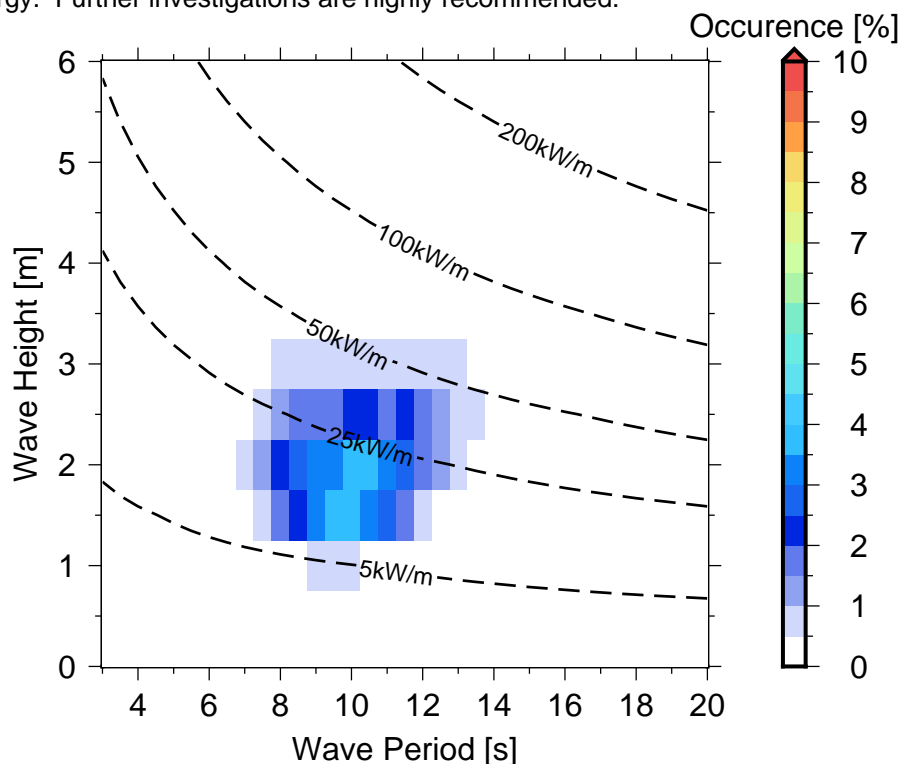 rgy. Further investigations are highly recommended.
Occurence [%]
6
5
4
3
2
1
0
Wave Height [m]
200kW/m
100kW/m
50kW/m
25kW/m
5kW/m
4 6 8 10 12 14 16 18 20
Wave Period [s]
10
9
8
7
6
5
4
3
2
1
0